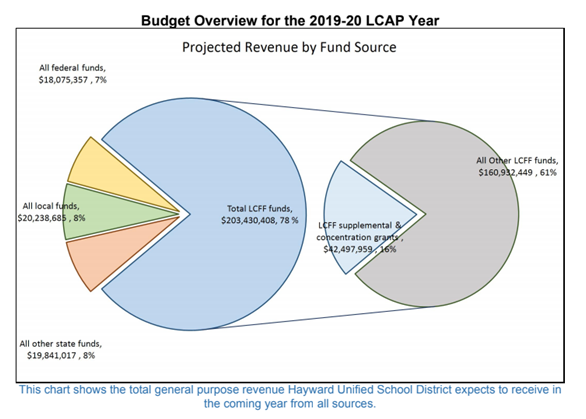 Budget Overview for the 2019-20 LCAP Year
Projected Revenue by Fund Source
All federal funds,
$18,075,357 , 7%
All local funds,
$20,238,685 , 8%
All other state funds,
$19,841,017 , 8%
Total LCFF funds,
$203,430,408, 78 %
LCFF supplemental &
concentration grants ,
$42,497,959 , 16%
All Other LCFF funds,
$160,932,449 , 61%
This chart shows the total general purpose revenue Hayward Unified School District expects to receive in
the coming year from all sources.